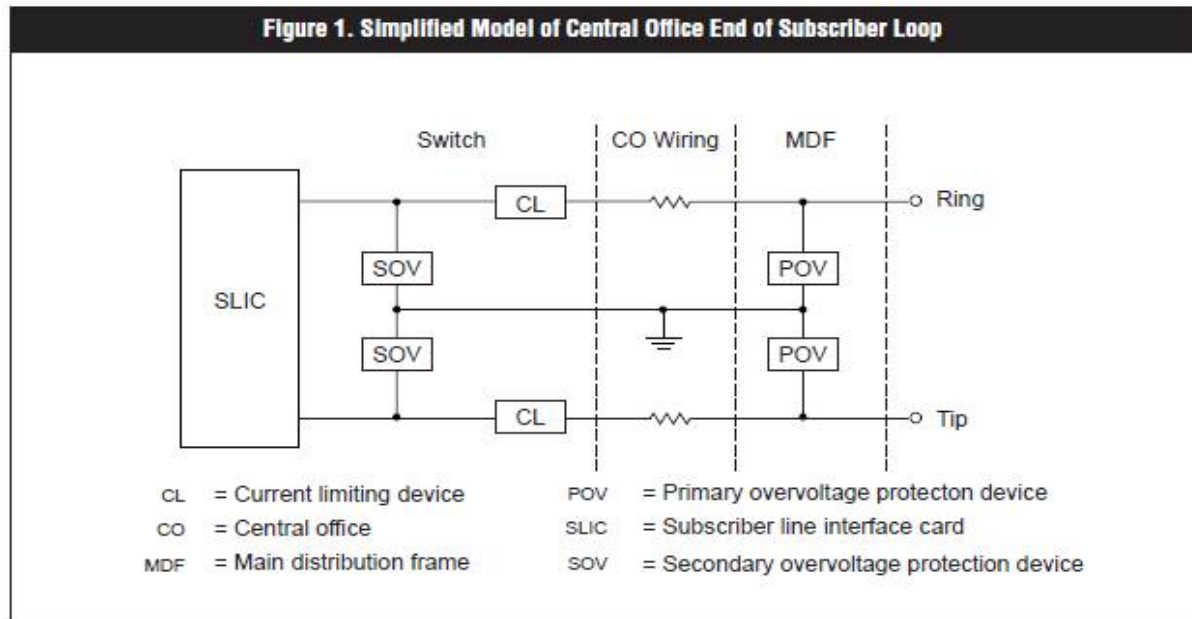 Figure 1. Simplified Model of Central Office End of Subscriber Loop
Switch CO Wiring MDF
CL Ring
SOV POV
SLIC
SOV POV
CL Tip
CL = Current limiting device
CO = Central office
MDF = Main distribution frame
POV = Primary overvoltage protecton device
SLIC = Subscriber line interface card
SOV = Secondary overvoltage protection device